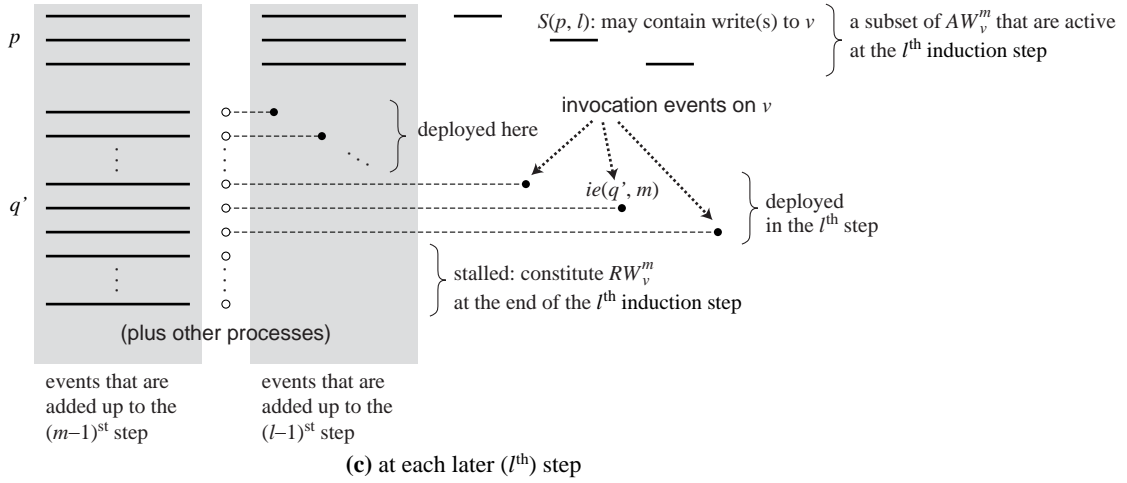 p
S(p, l): may contain write(s) to v
a subset of AW_v^m that are active
at the l^th induction step
invocation events on v
deployed here
q’
ie(q’, m)
deployed
in the l^th step
stalled: constitute RW_v^m
at the end of the l^th induction step
(plus other processes)
events that are
added up to the
(m–1)^st step
events that are
added up to the
(l–1)^st step
(c) at each later (l^th) step